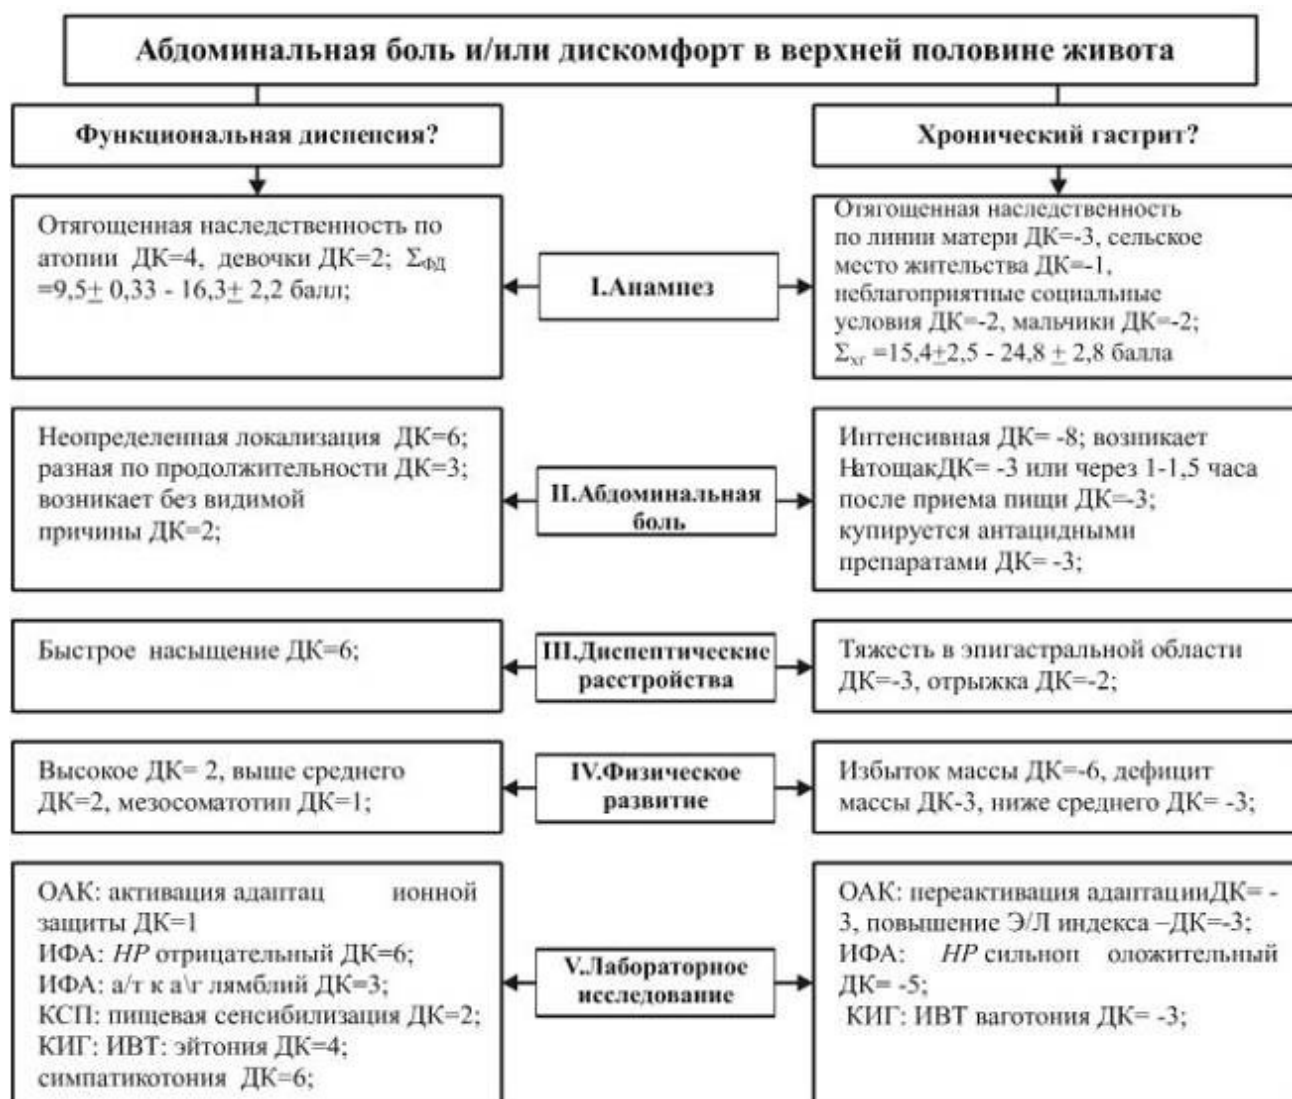 Абдоминальная боль и/или дискомфорт в верхней половине живота
Функциональная диспепсия?
Хронический гастрит?
Отягощенная наследственность по
атопии ДК=4, девочки ДК=2; ΣФД
=9,5± 0,33 - 16,3± 2,2 балл;
I.Анампез
Отягощенная наследственность
по линии матери ДК=-3, сельское
место жительства ДК=-1,
неблагоприятные социальные
условия ДК=-2, мальчики ДК=-2;
Σхг =15,4±2,5 - 24,8 ± 2,8 балла
Неопределенная локализация ДК=6;
разная по продолжительности ДК=3;
возникает без видимой
причины ДК=2;
II.Абдоминальная
боль
Интенсивная ДК= -8; возникает
НатощакДК= -3 или через 1-1,5 часа
после приема пищи ДК=-3;
купируется антацидными
препаратами ДК= -3;
Быстрое насыщение ДК=6;
III.Диспептические
расстройства
Тяжесть в эпигастральной области
ДК=-3, отрыжка ДК=-2;
Высокое ДК= 2, выше среднего
ДК=2, мезосоматотип ДК=1;
IV.Физическое
развитие
Избыток массы ДК=-6, дефицит
массы ДК-3, ниже среднего ДК= -3;
ОАК: активация адаптац ионной
защиты ДК=1
ИФА: HP отрицательный ДК=6;
ИФА: а/т к а\г лямблий ДК=3;
КСП: пищевая сенсибилизация ДК=2;
КИГ: ИВТ: эйтония ДК=4;
симпатикотония ДК=6;
V.Лабораторное
исследование
ОАК: переактивация адаптацииДК= -
3, повышение Э/Л индекса –ДК=-3;
ИФА: HP сильноп оложительный
ДК= -5;
КИГ: ИВТ ваготония ДК= -3;